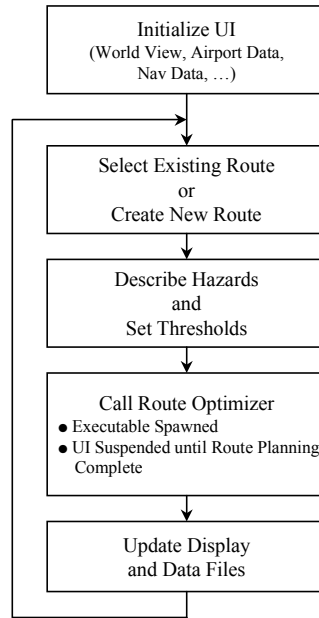 Initialize UI
(World View, Airport Data,
Nav Data, …)
Select Existing Route
or
Create New Route
Describe Hazards
and
Set Thresholds
Call Route Optimizer
● Executable Spawned
● UI Suspended until Route Planning
Complete
Update Display
and Data Files